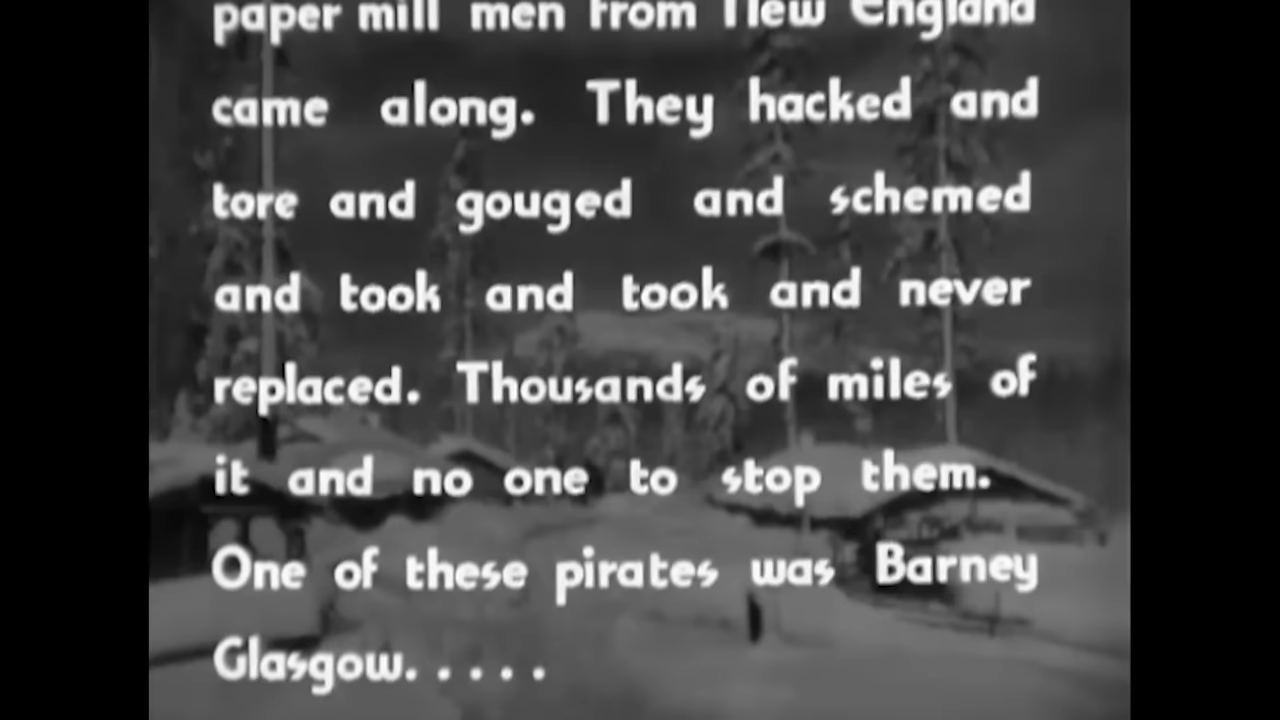 paper mill men from New England
came along. They hacked and
tore and gouged and schemed
and took and took and never
replaced. Thousands of miles of
it and no one to stop them.
One of these pirates was Barney
Glasgow.....